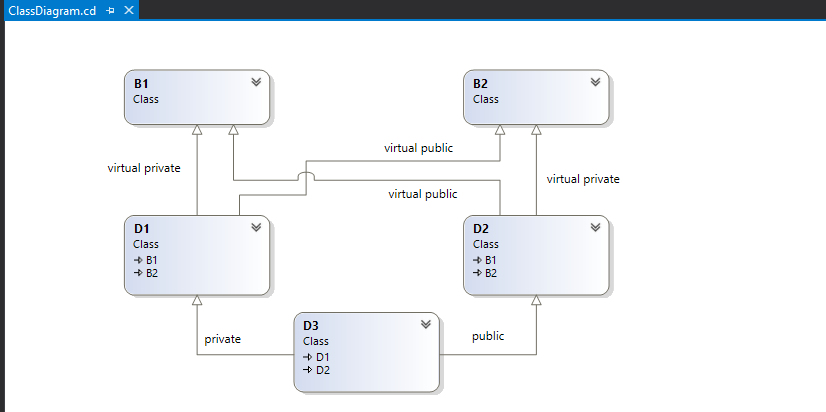 ClassDiagram.cd
B1
Class
B2
Class
virtual public
virtual private
virtual private
virtual public
D1
Class
B1
B2
D2
Class
B1
B2
D3
Class
D1
D2
private
public